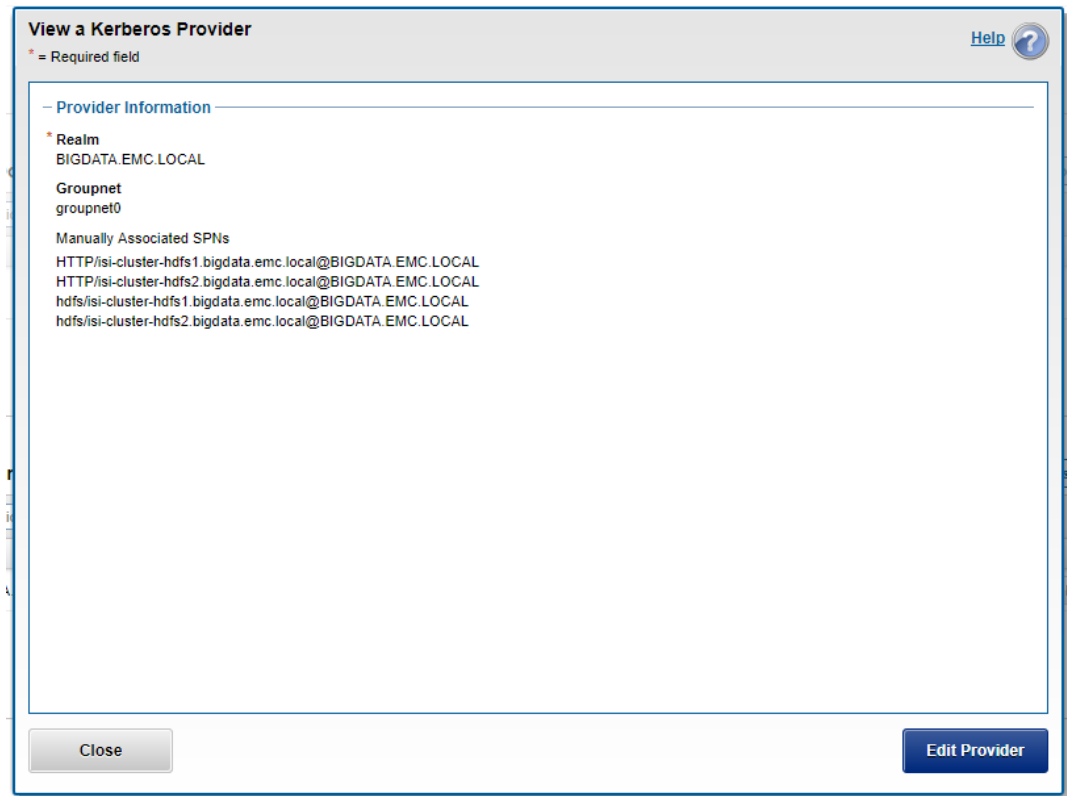 View a Kerberos Provider
Help
* = Required field
Provider Information
* Realm
BIGDATA.EMC.LOCAL
Groupnet
groupnet0
Manually Associated SPNs
HTTP/isi-cluster-hdfs1.bigdata.emc.local@BIGDATA.EMC.LOCAL
HTTP/isi-cluster-hdfs2.bigdata.emc.local@BIGDATA.EMC.LOCAL
hdfs/isi-cluster-hdfs1.bigdata.emc.local@BIGDATA.EMC.LOCAL
hdfs/isi-cluster-hdfs2.bigdata.emc.local@BIGDATA.EMC.LOCAL
Close
Edit Provider